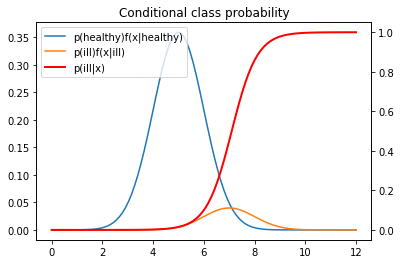 Conditional class probability
p(healthy)f(x|healthy)
p(ill)f(x|ill)
p(ill|x)
0.35
0.30
0.25
0.20
0.15
0.10
0.05
0.00
1.0
0.8
0.6
0.4
0.2
0.0
0 2 4 6 8 10 12